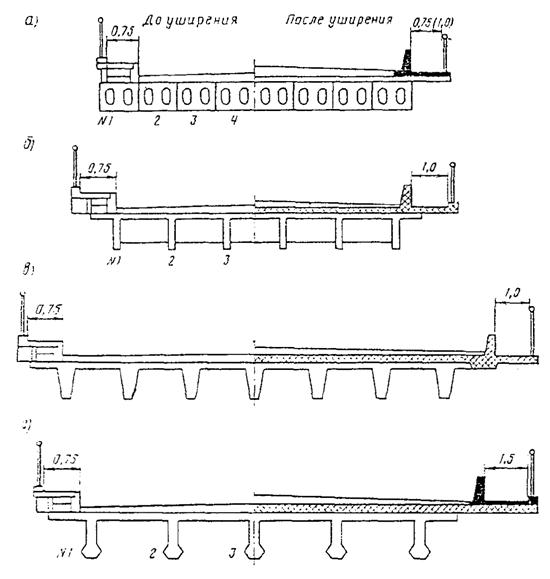 а)
До уширения После уширения
0,75 0,75(1,0)
N1 2 3 4
б)
0,75 1,0
N1 2 3
в)
0,75 1,0
г)
0,75 1,5
N1 2 3